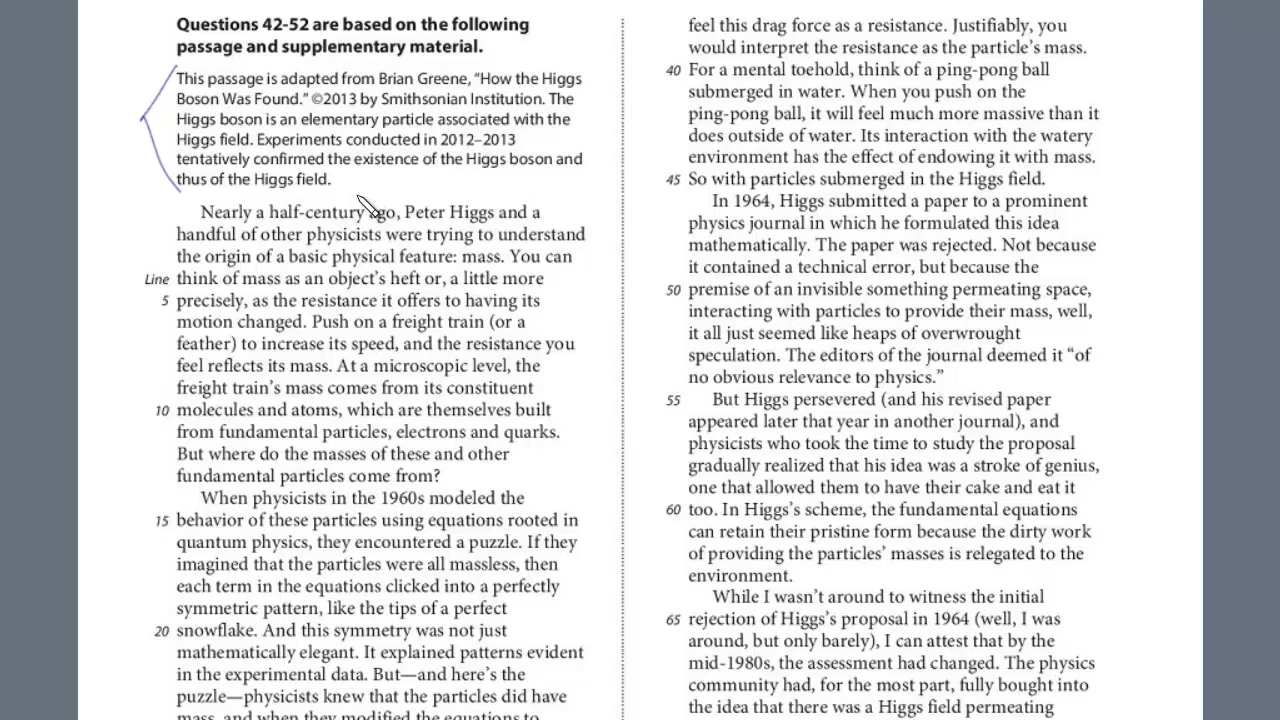 Questions 42-52 are based on the following
passage and supplementary material.
This passage is adapted from Brian Greene, "How the Higgs
Boson Was Found." ©2013 by Smithsonian Institution. The
Higgs boson is an elementary particle associated with the
Higgs field. Experiments conducted in 2012–2013
tentatively confirmed the existence of the Higgs boson and
thus of the Higgs field.
Nearly a half-century ago, Peter Higgs and a
handful of other physicists were trying to understand
the origin of a basic physical feature: mass. You can
Line think of mass as an object's heft or, a little more
5 precisely, as the resistance it offers to having its
motion changed. Push on a freight train (or a
feather) to increase its speed, and the resistance you
feel reflects its mass. At a microscopic level, the
freight train's mass comes from its constituent
10 molecules and atoms, which are themselves built
from fundamental particles, electrons and quarks.
But where do the masses of these and other
fundamental particles come from?
When physicists in the 1960s modeled the
15 behavior of these particles using equations rooted in
quantum physics, they encountered a puzzle. If they
imagined that the particles were all massless, then
each term in the equations clicked into a perfectly
symmetric pattern, like the tips of a perfect
20 snowflake. And this symmetry was not just
mathematically elegant. It explained patterns evident
in the experimental data. But—and here's the
puzzle—physicists knew that the particles did have
mass, and when they modified the equations to
feel this drag force as a resistance. Justifiably, you
would interpret the resistance as the particle's mass.
40 For a mental toehold, think of a ping-pong ball
submerged in water. When you push on the
ping-pong ball, it will feel much more massive than it
does outside of water. Its interaction with the watery
environment has the effect of endowing it with mass.
45 So with particles submerged in the Higgs field.
In 1964, Higgs submitted a paper to a prominent
physics journal in which he formulated this idea
mathematically. The paper was rejected. Not because
it contained a technical error, but because the
50 premise of an invisible something permeating space,
interacting with particles to provide their mass, well,
it all just seemed like heaps of overwrought
speculation. The editors of the journal deemed it "of
no obvious relevance to physics."
55 But Higgs persevered (and his revised paper
appeared later that year in another journal), and
physicists who took the time to study the proposal
gradually realized that his idea was a stroke of genius,
one that allowed them to have their cake and eat it
60 too. In Higgs's scheme, the fundamental equations
can retain their pristine form because the dirty work
of providing the particles' masses is relegated to the
environment.
While I wasn't around to witness the initial
65 rejection of Higgs's proposal in 1964 (well, I was
around, but only barely), I can attest that by the
mid-1980s, the assessment had changed. The physics
community had, for the most part, fully bought into
the idea that there was a Higgs field permeating